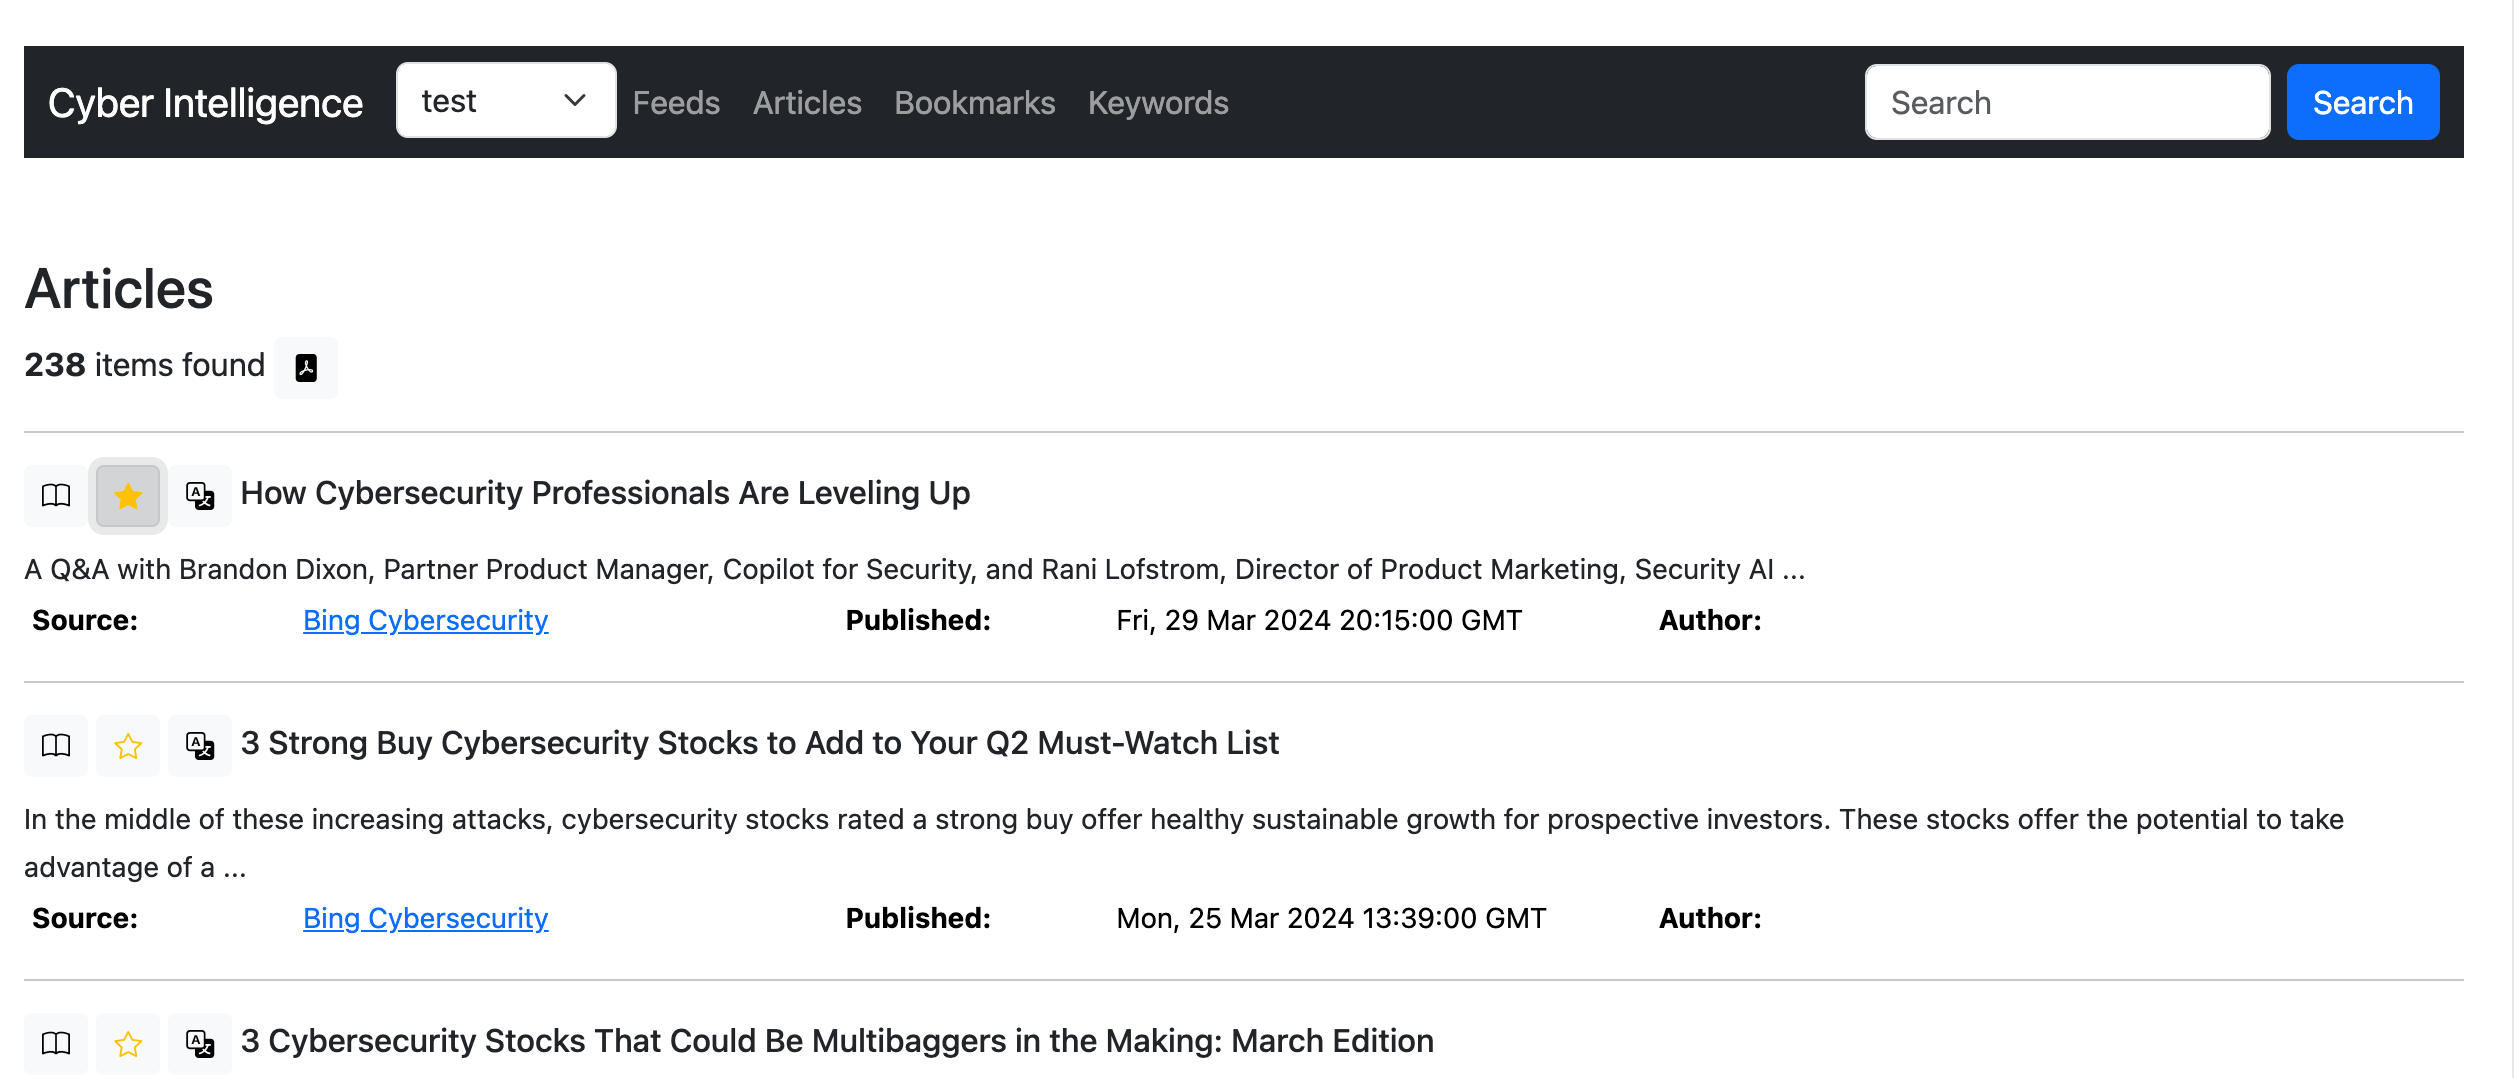 Cyber Intelligence test Feeds Articles Bookmarks Keywords Search Search
Articles
238 items found
How Cybersecurity Professionals Are Leveling Up
A Q&A with Brandon Dixon, Partner Product Manager, Copilot for Security, and Rani Lofstrom, Director of Product Marketing, Security AI ...
Source: Bing Cybersecurity Published: Fri, 29 Mar 2024 20:15:00 GMT Author:
3 Strong Buy Cybersecurity Stocks to Add to Your Q2 Must-Watch List
In the middle of these increasing attacks, cybersecurity stocks rated a strong buy offer healthy sustainable growth for prospective investors. These stocks offer the potential to take
advantage of a ...
Source: Bing Cybersecurity Published: Mon, 25 Mar 2024 13:39:00 GMT Author:
3 Cybersecurity Stocks That Could Be Multibaggers in the Making: March Edition